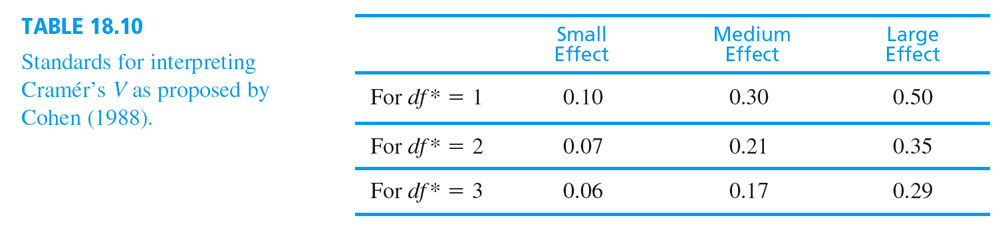 TABLE 18.10
Standards for interpreting
Cramér’s V as proposed by
Cohen (1988).
Small Effect Medium Effect Large Effect
For df* = 1 0.10 0.30 0.50
For df* = 2 0.07 0.21 0.35
For df* = 3 0.06 0.17 0.29